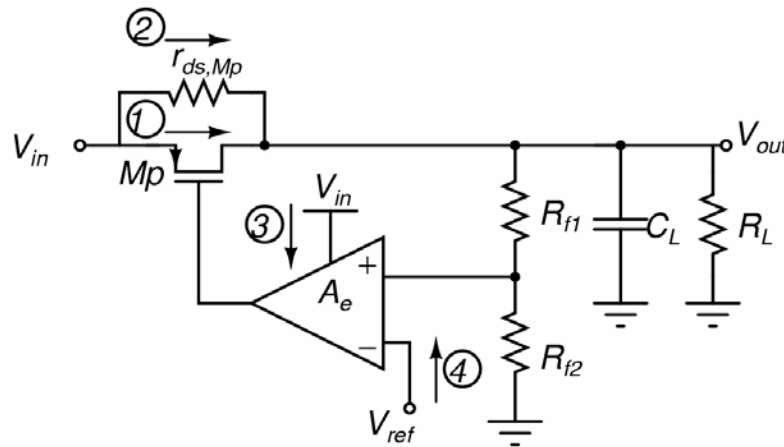 ②
r_ds,Mp
①
V_in
Mp
V_in
③
A_e
+
−
④
V_ref
R_f1
R_f2
C_L
R_L
V_out